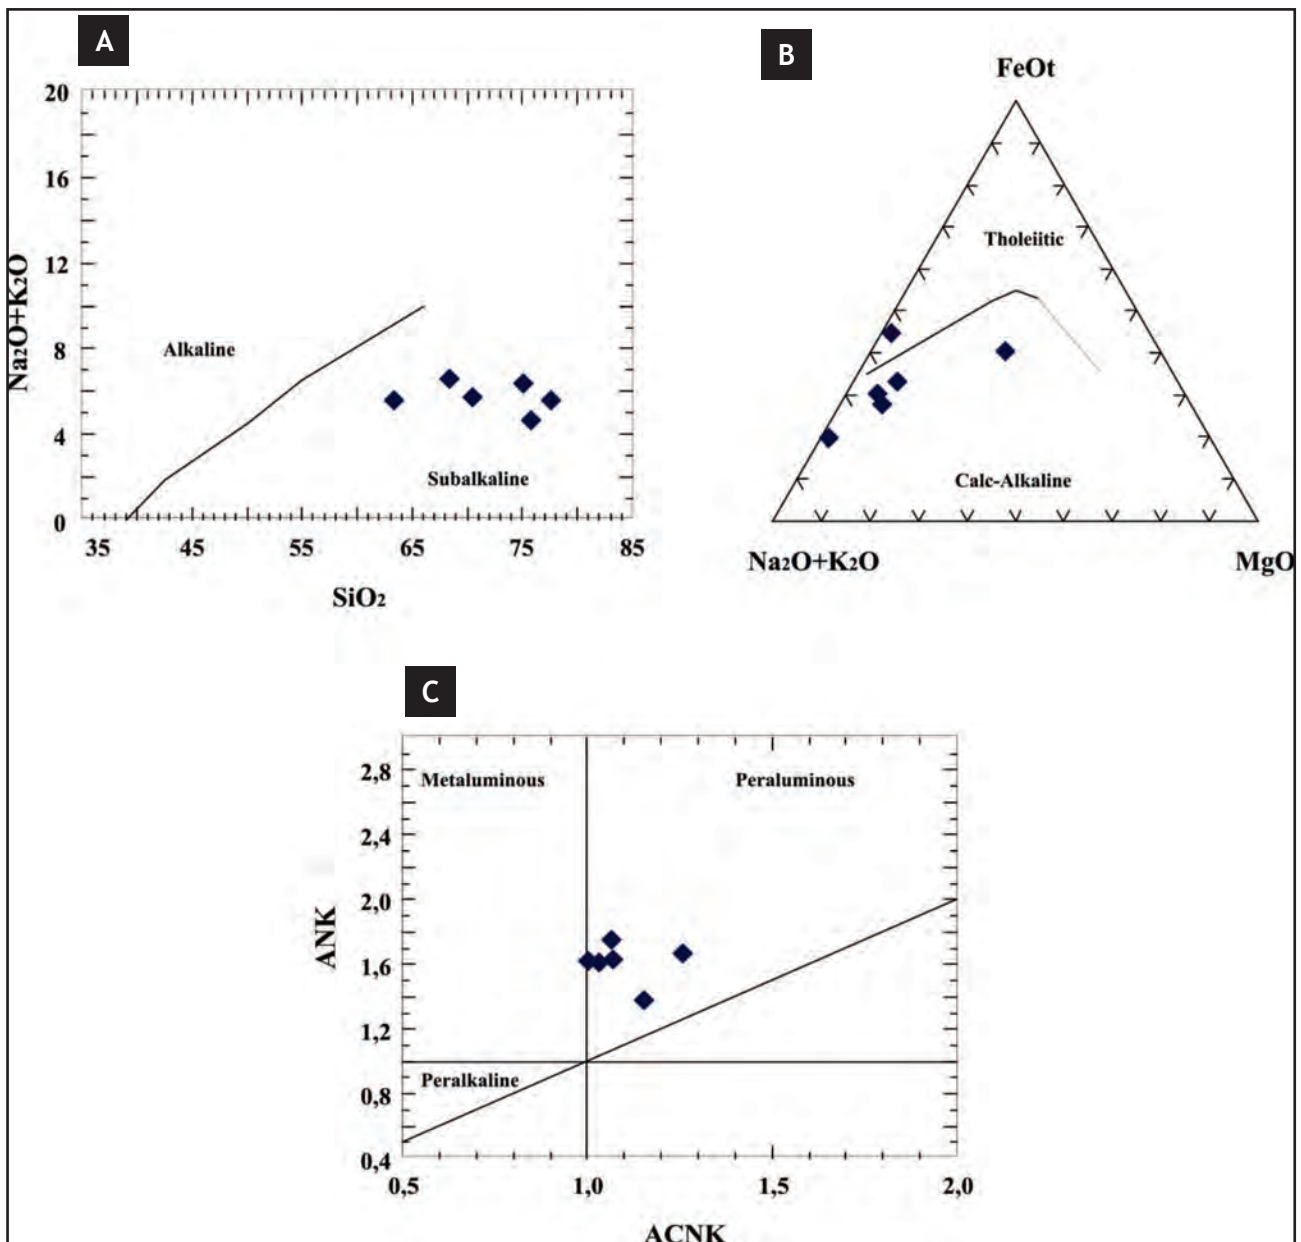 A
20
16
12
8
4
0
Na2O+K2O
Alkaline
Subalkaline
35 45 55 65 75 85
SiO2
B
FeOt
Tholeiitic
Calc-Alkaline
Na2O+K2O MgO
C
Metaluminous Peraluminous
2,8
2,4
2,0
ANK
1,6
1,2
Peralkaline
0,8
0,4
0,5 1,0 1,5 2,0
ACNK